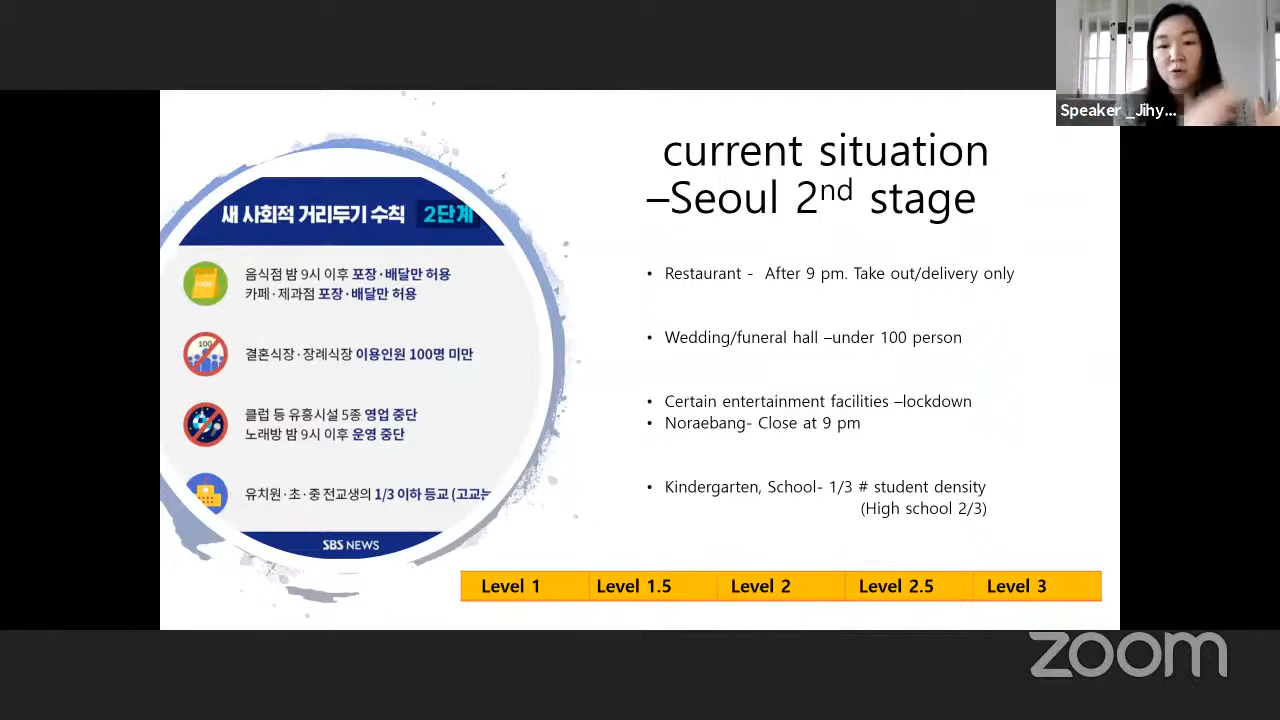 Speaker _Jihy...
current situation
–Seoul 2nd stage
새 사회적 거리두기 수칙 2단계
음식점 밤 9시 이후 포장·배달만 허용
카페·제과점 포장·배달만 허용
100
결혼식장·장례식장 이용인원 100명 미만
클럽 등 유흥시설 5종 영업 중단
노래방 밤 9시 이후 운영 중단
유치원·초·중 전교생의 1/3 이하 등교 (고교는
SBS NEWS
• Restaurant - After 9 pm. Take out/delivery only
• Wedding/funeral hall –under 100 person
• Certain entertainment facilities –lockdown
• Noraebang- Close at 9 pm
• Kindergarten, School- 1/3 # student density
(High school 2/3)
Level 1 Level 1.5 Level 2 Level 2.5 Level 3
zoom